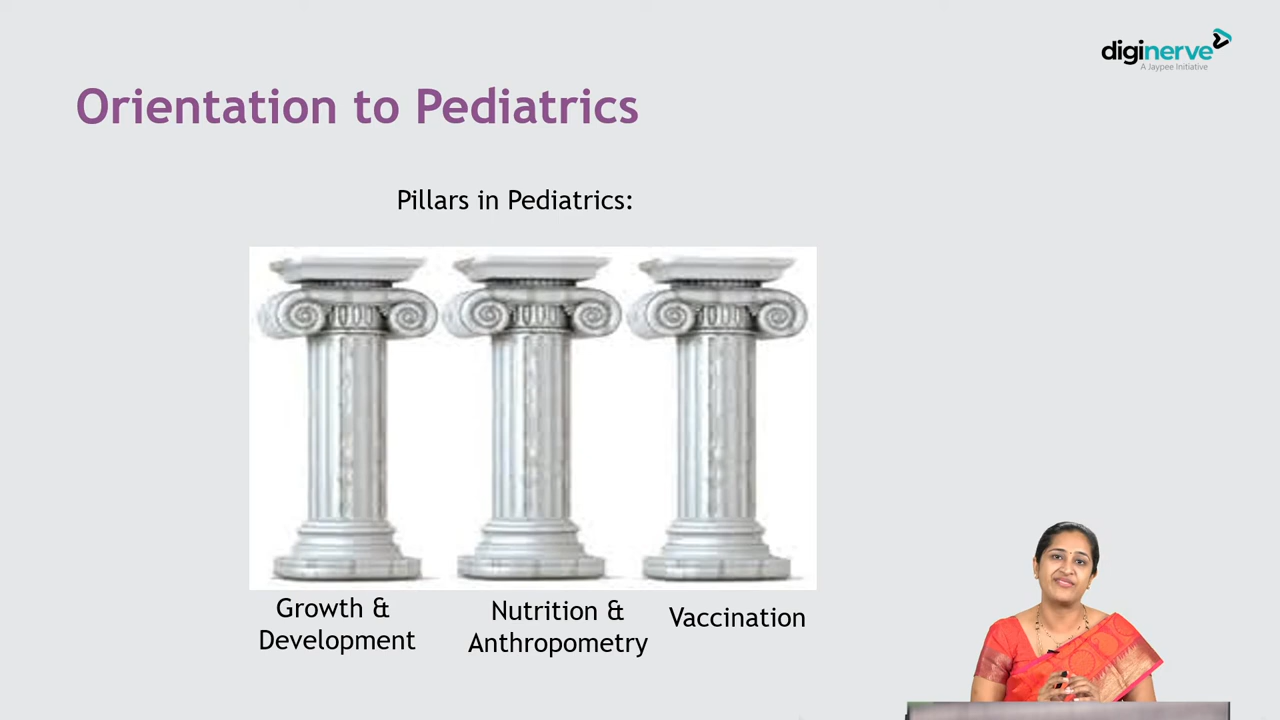 diginerve
A Jaypee Initiative
Orientation to Pediatrics
Pillars in Pediatrics:
Growth &
Development
Nutrition &
Anthropometry
Vaccination